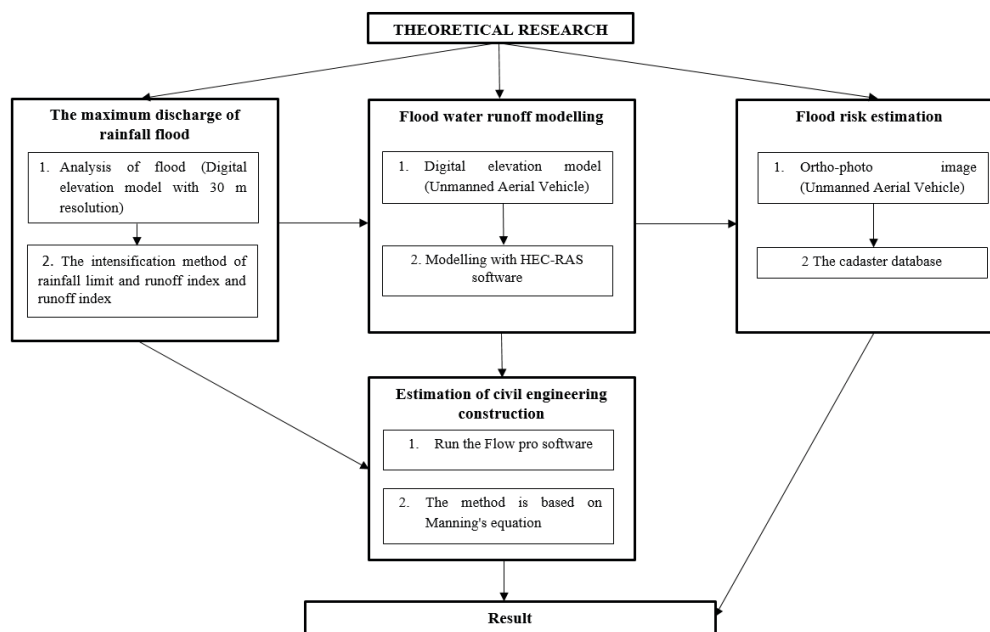 THEORETICAL RESEARCH
The maximum discharge of
rainfall flood
1. Analysis of flood (Digital
elevation model with 30 m
resolution)
2. The intensification method of
rainfall limit and runoff index and
runoff index
Flood water runoff modelling
1. Digital elevation model
(Unmanned Aerial Vehicle)
2. Modelling with HEC-RAS
software
Flood risk estimation
1. Ortho-photo image
(Unmanned Aerial Vehicle)
2 The cadaster database
Estimation of civil engineering
construction
1. Run the Flow pro software
2. The method is based on
Manning's equation
Result